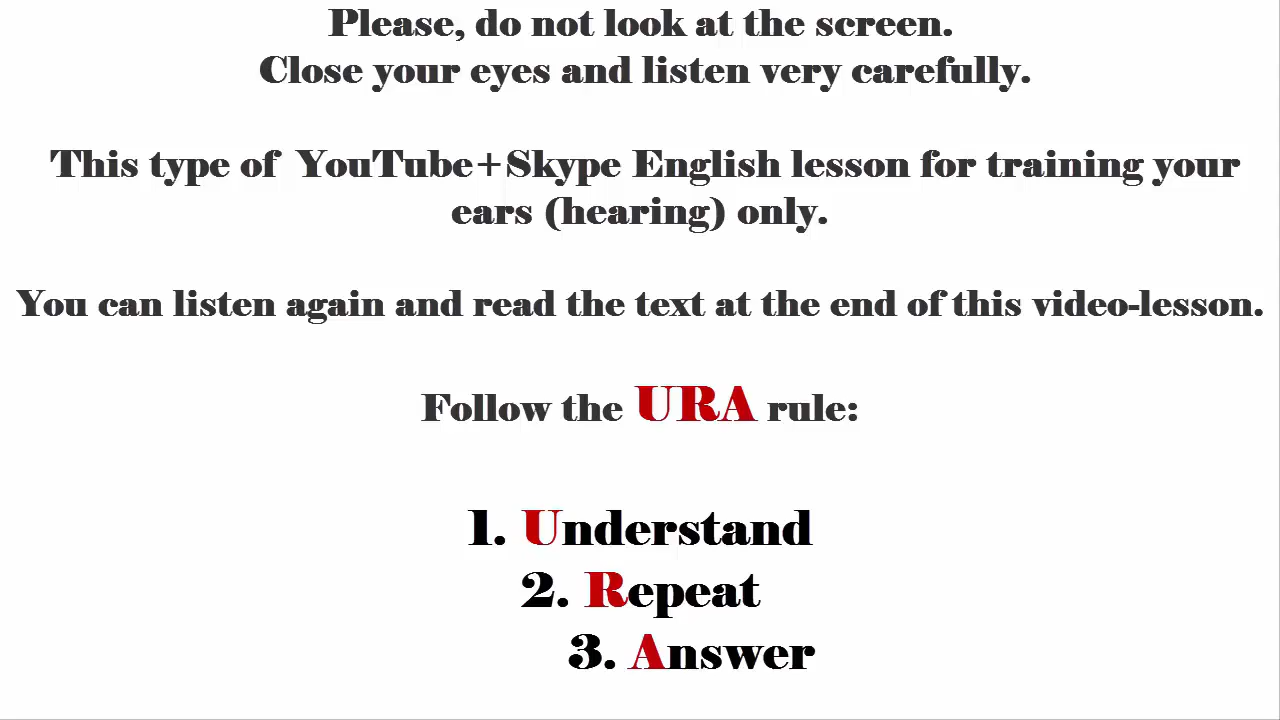 Please, do not look at the screen.
Close your eyes and listen very carefully.
This type of YouTube+Skype English lesson for training your
ears (hearing) only.
You can listen again and read the text at the end of this video-lesson.
Follow the URA rule:
1. Understand
2. Repeat
3. Answer